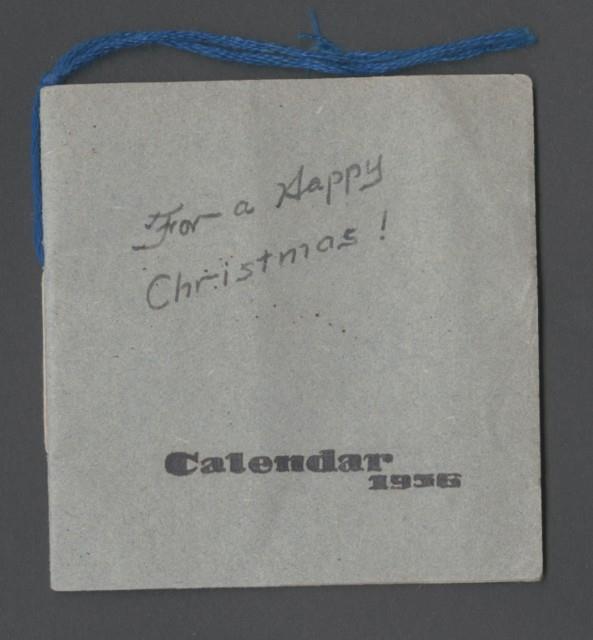 For a Happy
Christmas!
Calendar
1956